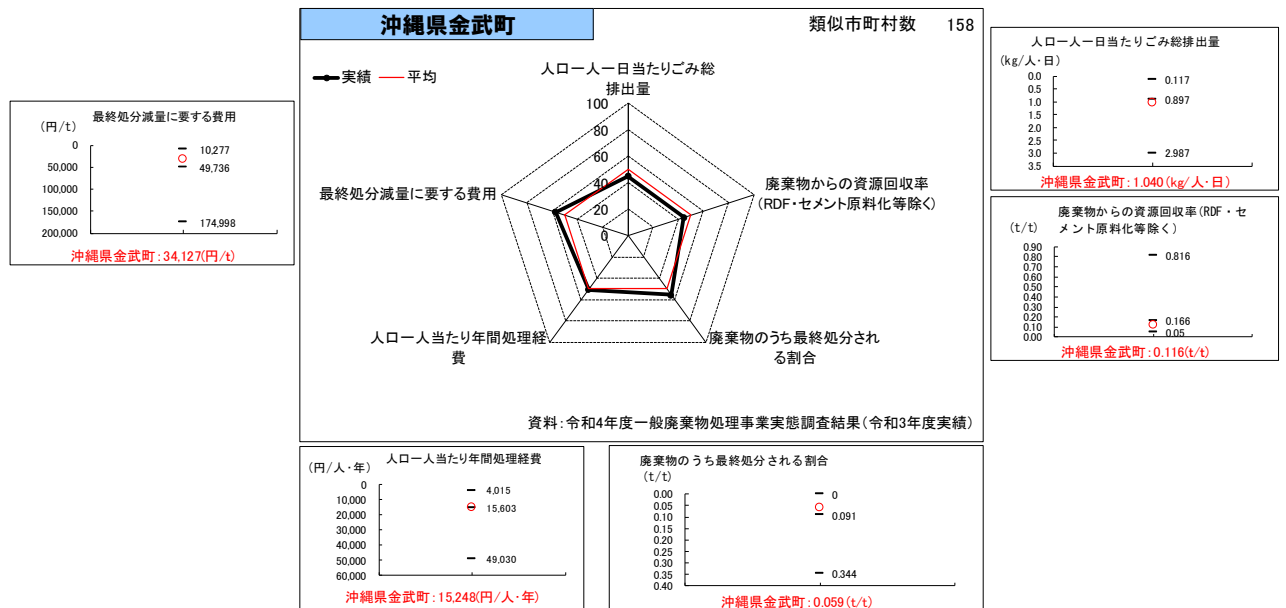 沖縄県金武町
類似市町村数 158
実績 平均
人口一人一日当たりごみ総
排出量
廃棄物からの資源回収率
(RDF・セメント原料化等除く)
廃棄物のうち最終処分され
る割合
人口一人当たり年間処理経
費
最終処分減量に要する費用
100
80
60
40
20
0
資料:令和4年度一般廃棄物処理事業実態調査結果(令和3年度実績)
最終処分減量に要する費用
(円/t)
0
50,000
100,000
150,000
200,000
10,277
49,736
174,998
沖縄県金武町:34,127(円/t)
人口一人一日当たりごみ総排出量
(kg/人・日)
0.0
0.5
1.0
1.5
2.0
2.5
3.0
3.5
0.117
0.897
2.987
沖縄県金武町:1.040(kg/人・日)
廃棄物からの資源回収率(RDF・セ
メント原料化等除く)
(t/t)
0.90
0.80
0.70
0.60
0.50
0.40
0.30
0.20
0.10
0.00
0.816
0.166
0.05
沖縄県金武町:0.116(t/t)
人口一人当たり年間処理経費
(円/人・年)
0
10,000
20,000
30,000
40,000
50,000
60,000
4,015
15,603
49,030
沖縄県金武町:15,248(円/人・年)
廃棄物のうち最終処分される割合
(t/t)
0.00
0.05
0.10
0.15
0.20
0.25
0.30
0.35
0.40
0
0.091
0.344
沖縄県金武町:0.059(t/t)